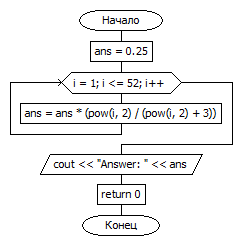 Начало
ans = 0.25
i = 1; i <= 52; i++
ans = ans * (pow(i, 2) / (pow(i, 2) + 3))
cout << "Answer: " << ans
return 0
Конец